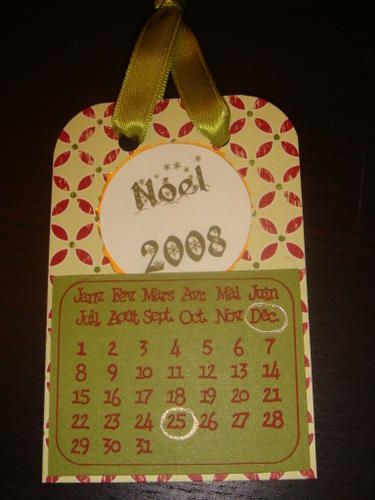 Nóel
2008
Janv. Fev. Mars Avr. Mai Juin
Juil. Août Sept. Oct. Nov. Déc.
1 2 3 4 5 6 7
8 9 10 11 12 13 14
15 16 17 18 19 20 21
22 23 24 25 26 27 28
29 30 31